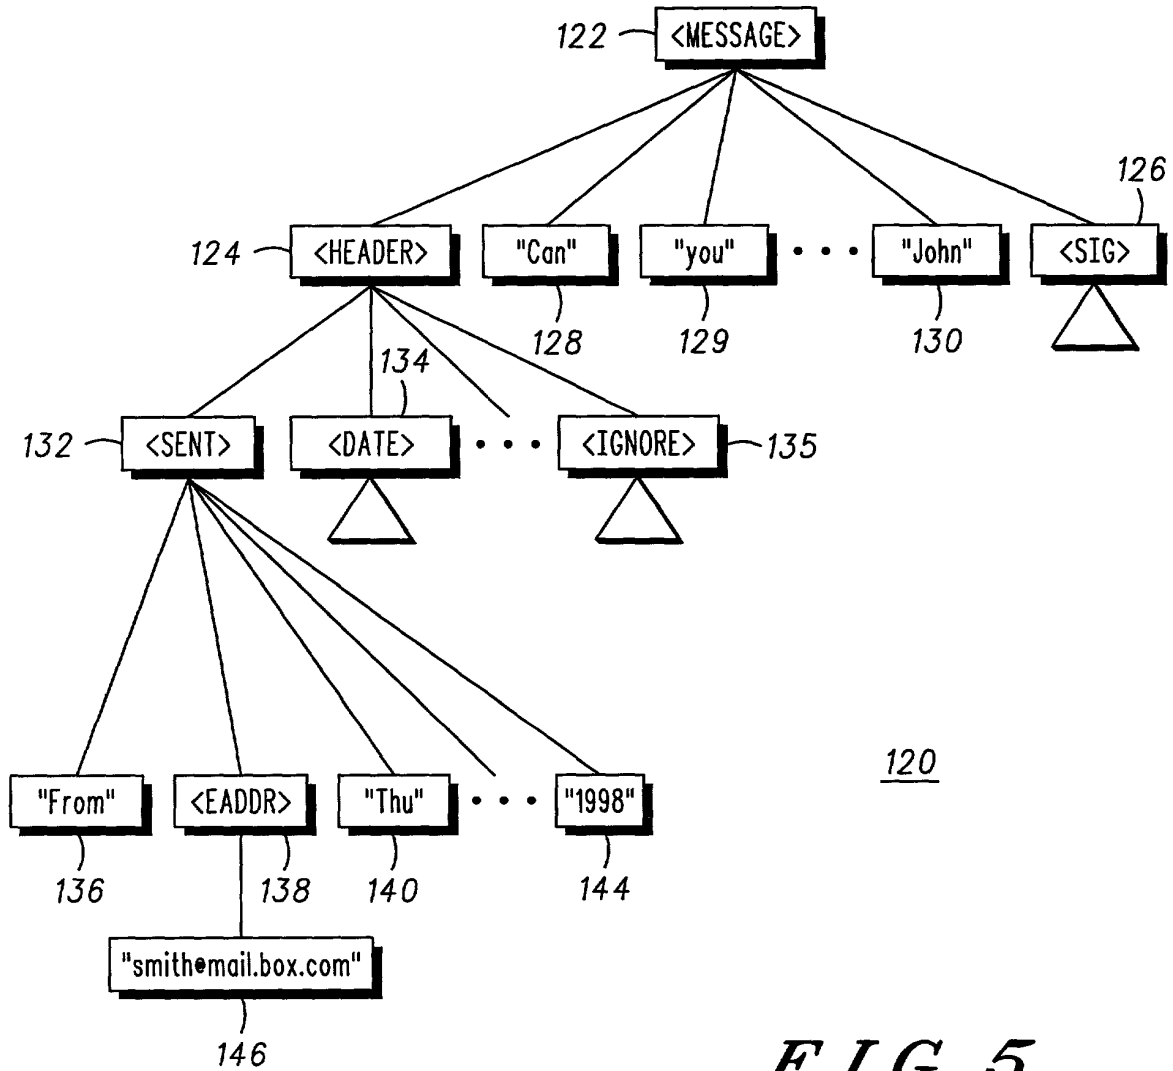 122 <MESSAGE>
126
124 <HEADER> "Can" "you" • • • "John" <SIG>
128 129 130
134
132 <SENT> <DATE> • • • <IGNORE> 135
120
"From" <EADDR> "Thu" • • • "1998"
136 138 140 144
"smith@mail.box.com"
146
FIG. 5